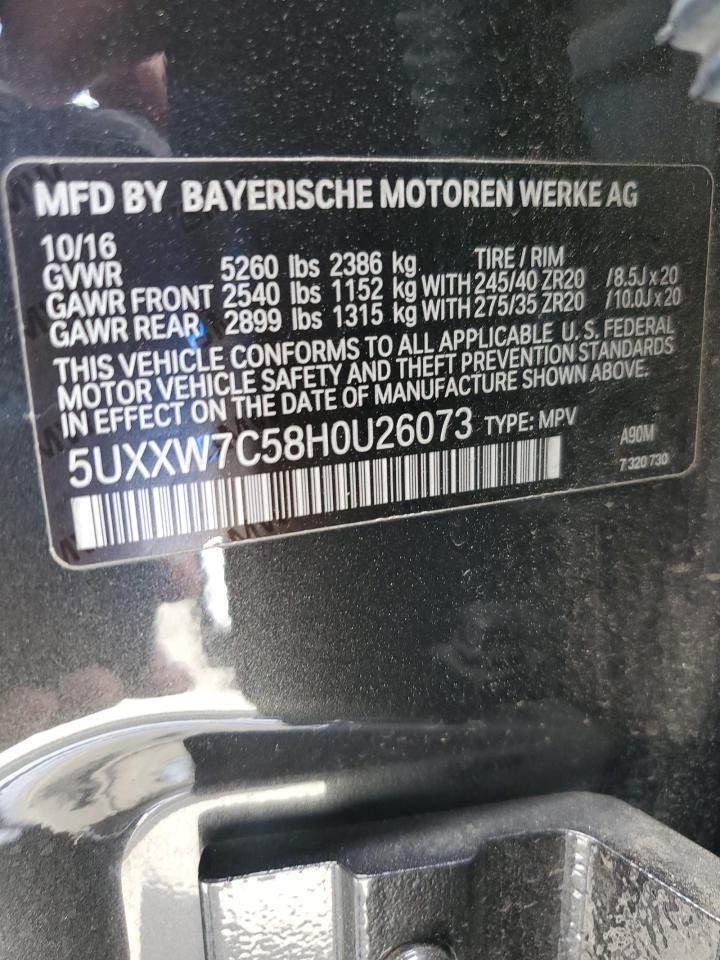 MFD BY BAYERISCHE MOTOREN WERKE AG
10/16 TIRE / RIM
GVWR 5260 lbs 2386 kg
GAWR FRONT 2540 lbs 1152 kg WITH 245/40 ZR20 /8.5J x 20
GAWR REAR 2899 lbs 1315 kg WITH 275/35 ZR20 /10.0J x 20
THIS VEHICLE CONFORMS TO ALL APPLICABLE U.S. FEDERAL
MOTOR VEHICLE SAFETY AND THEFT PREVENTION STANDARDS
IN EFFECT ON THE DATE OF MANUFACTURE SHOWN ABOVE.
5UXXW7C58H0U26073 TYPE: MPV
A90M
7 320 730